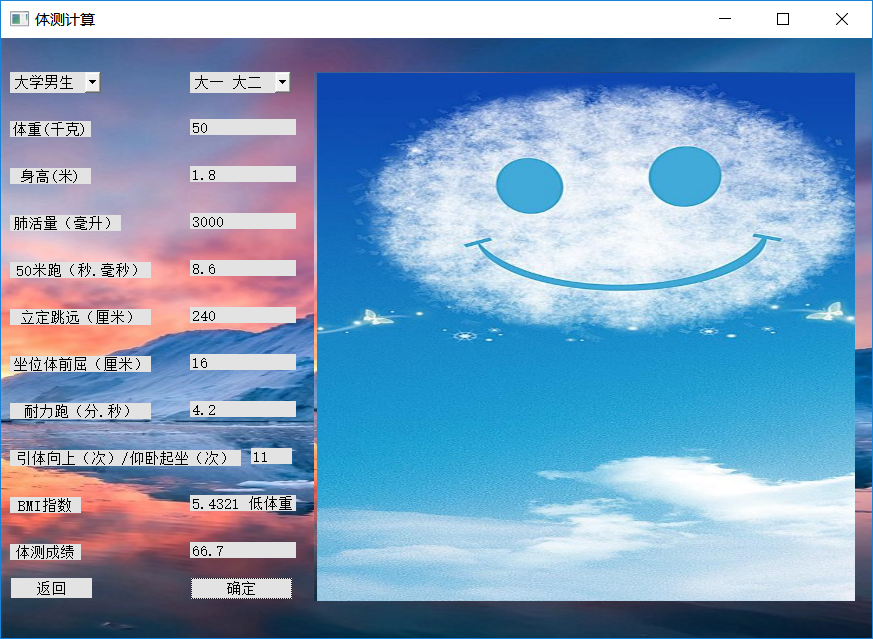 体测计算
大学男生 大一 大二
体重(千克) 50
身高(米) 1.8
肺活量（毫升） 3000
50米跑（秒.毫秒） 8.6
立定跳远（厘米） 240
坐位体前屈（厘米） 16
耐力跑（分.秒） 4.2
引体向上（次）/仰卧起坐（次） 11
BMI指数 5.4321 低体重
体测成绩 66.7
返回 确定